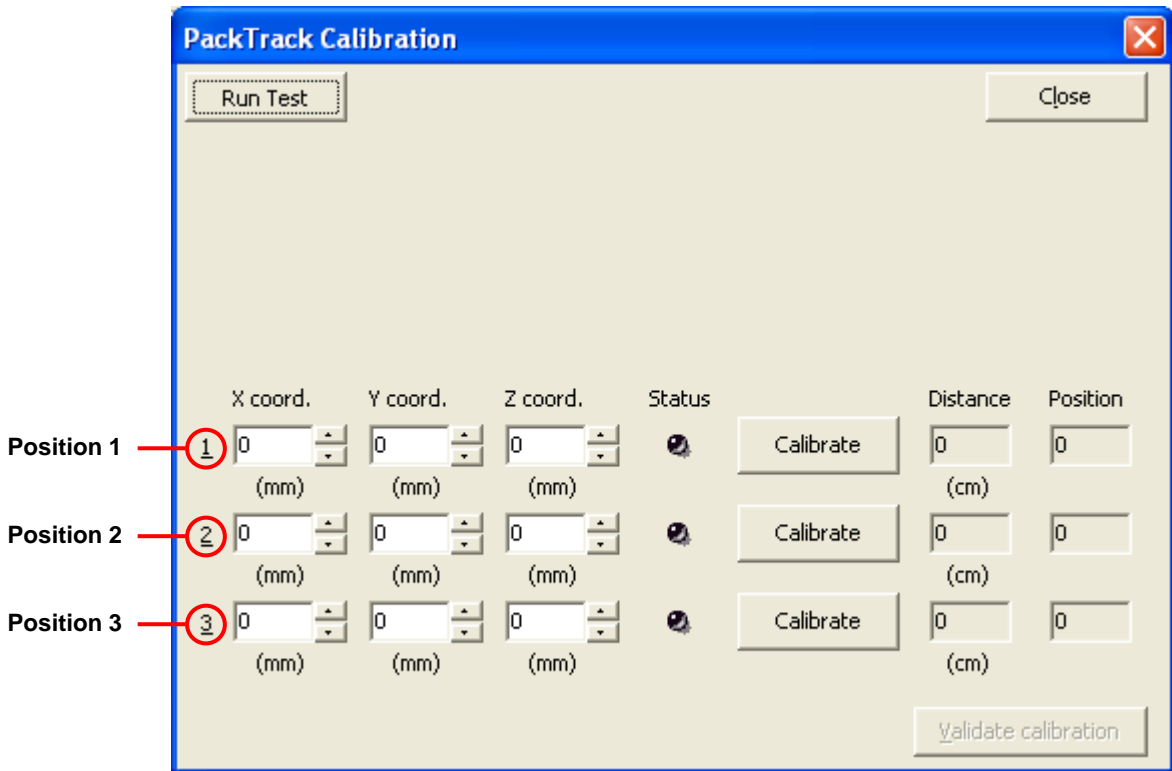 PackTrack Calibration
Run Test Close
X coord. Y coord. Z coord. Status Distance Position
Position 1 1 0 0 0 Calibrate 0 0
(mm) (mm) (mm) (cm)
Position 2 2 0 0 0 Calibrate 0 0
(mm) (mm) (mm) (cm)
Position 3 3 0 0 0 Calibrate 0 0
(mm) (mm) (mm) (cm)
Validate calibration